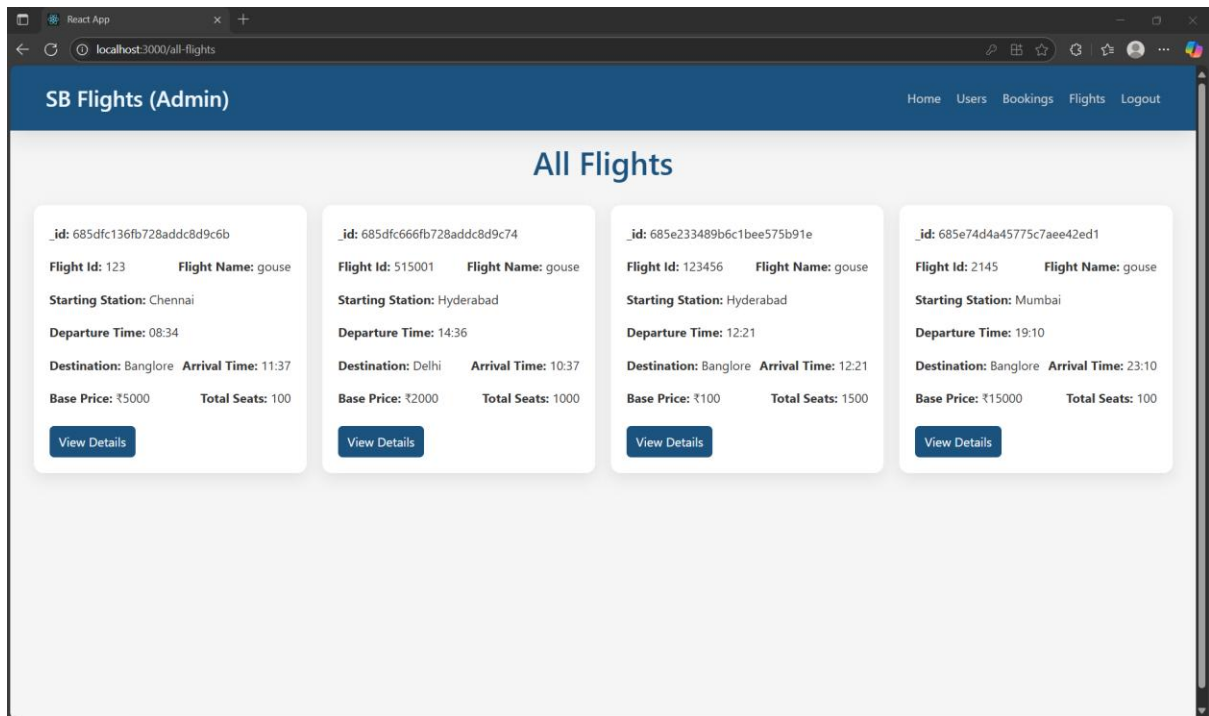 React App
localhost:3000/all-flights
SB Flights (Admin)
Home Users Bookings Flights Logout
All Flights
_id: 685dfc136fb728addc8d9c6b
Flight Id: 123 Flight Name: gouse
Starting Station: Chennai
Departure Time: 08:34
Destination: Banglore Arrival Time: 11:37
Base Price: ₹5000 Total Seats: 100
View Details
_id: 685dfc666fb728addc8d9c74
Flight Id: 515001 Flight Name: gouse
Starting Station: Hyderabad
Departure Time: 14:36
Destination: Delhi Arrival Time: 10:37
Base Price: ₹2000 Total Seats: 1000
View Details
_id: 685e233489b6c1bee575b91e
Flight Id: 123456 Flight Name: gouse
Starting Station: Hyderabad
Departure Time: 12:21
Destination: Banglore Arrival Time: 12:21
Base Price: ₹100 Total Seats: 1500
View Details
_id: 685e74d4a45775c7aee42ed1
Flight Id: 2145 Flight Name: gouse
Starting Station: Mumbai
Departure Time: 19:10
Destination: Banglore Arrival Time: 23:10
Base Price: ₹15000 Total Seats: 100
View Details